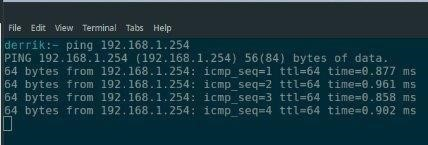 File Edit View Terminal Tabs Help
derrik:~ ping 192.168.1.254
PING 192.168.1.254 (192.168.1.254) 56(84) bytes of data.
64 bytes from 192.168.1.254: icmp_seq=1 ttl=64 time=0.877 ms
64 bytes from 192.168.1.254: icmp_seq=2 ttl=64 time=0.961 ms
64 bytes from 192.168.1.254: icmp_seq=3 ttl=64 time=0.858 ms
64 bytes from 192.168.1.254: icmp_seq=4 ttl=64 time=0.902 ms